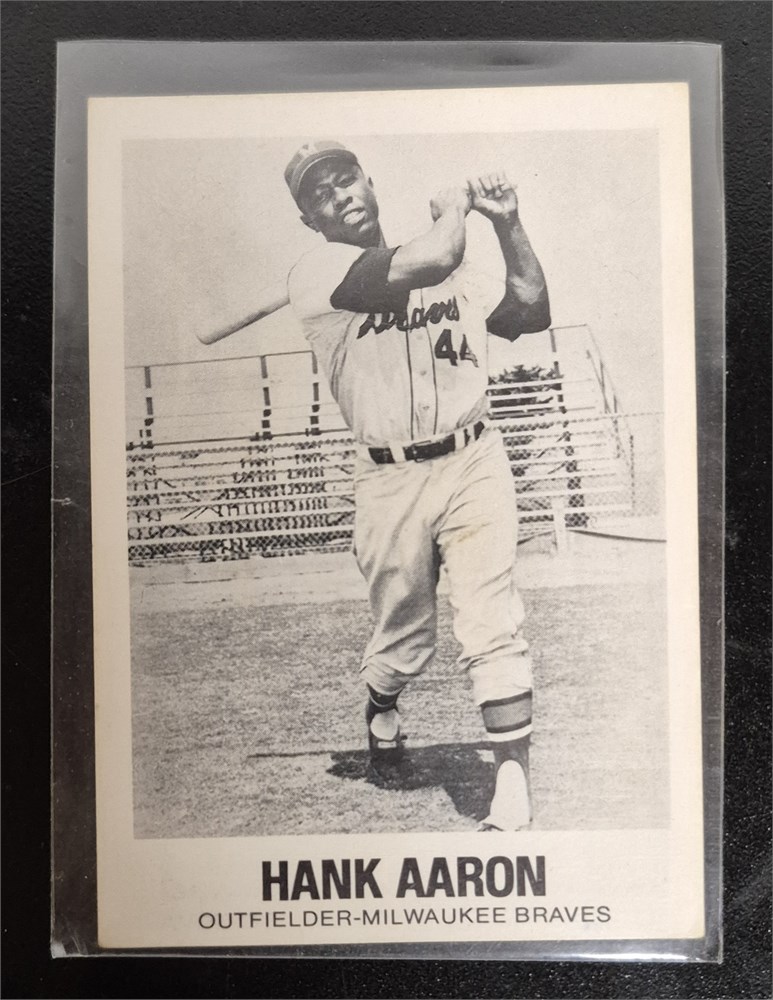 M
Braves
44
HANK AARON
OUTFIELDER-MILWAUKEE BRAVES